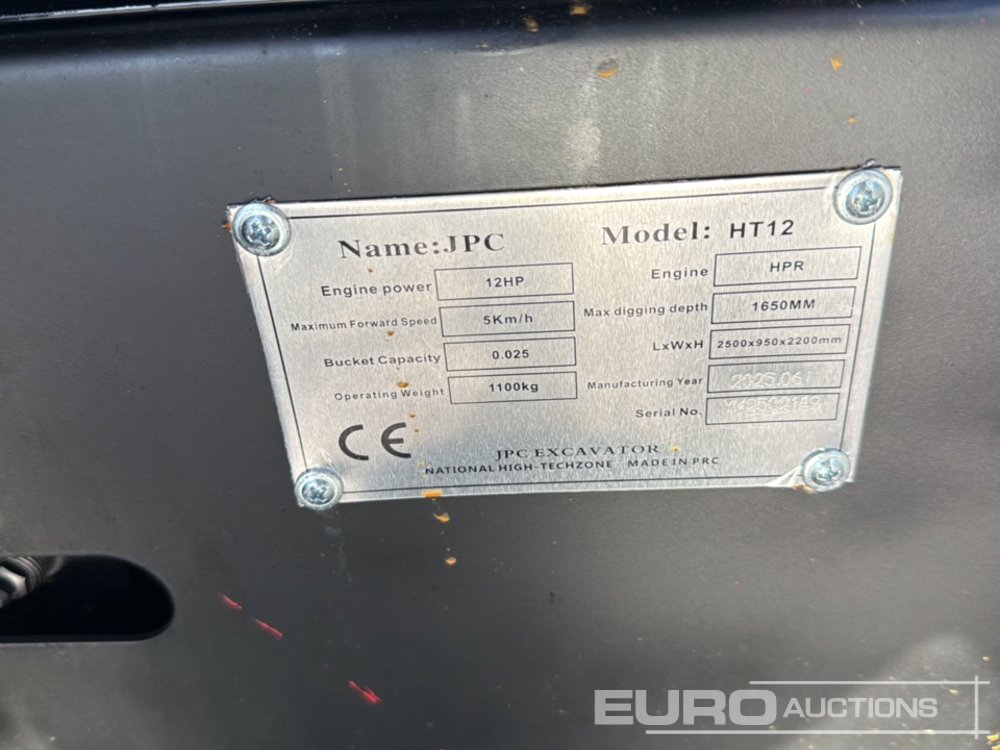 Name:JPC Model: HT12
Engine power 12HP Engine HPR
Maximum Forward Speed 5Km/h Max digging depth 1650MM
Bucket Capacity 0.025 LxWxH 2500x950x2200mm
Operating Weight 1100kg Manufacturing Year 2025.06
Serial No.
CE
JPC EXCAVATOR
NATIONAL HIGH-TECHZONE MADE IN PRC
EURO AUCTIONS